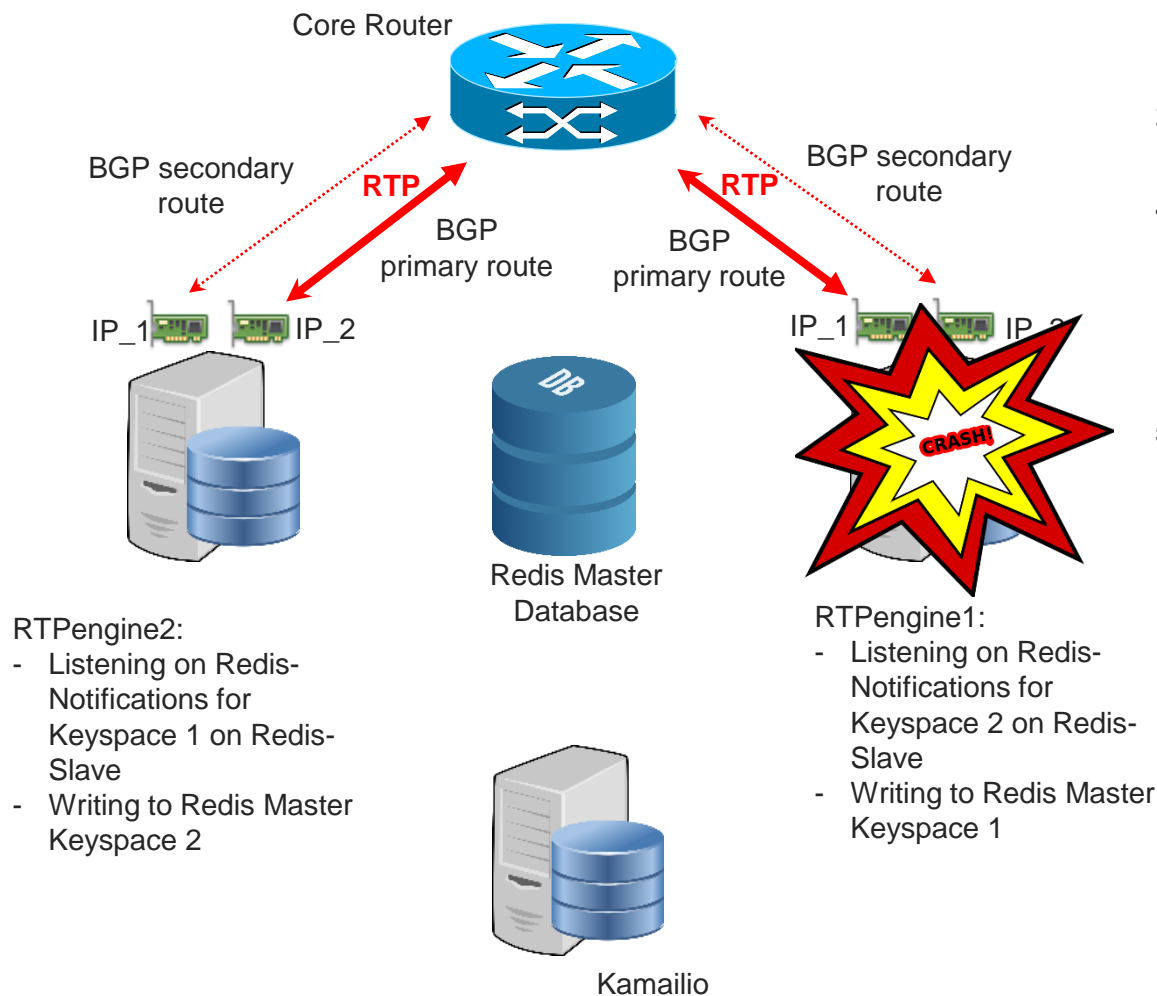 Core Router
BGP secondary
route
RTP
BGP
primary route
BGP secondary
route
RTP
BGP
primary route
IP_1
IP_2
IP_1
DB
CRASH!
Redis Master
Database
RTPengine2:
- Listening on Redis-
Notifications for
Keyspace 1 on Redis-
Slave
- Writing to Redis Master
Keyspace 2
RTPengine1:
- Listening on Redis-
Notifications for
Keyspace 2 on Redis-
Slave
- Writing to Redis Master
Keyspace 1
Kamailio